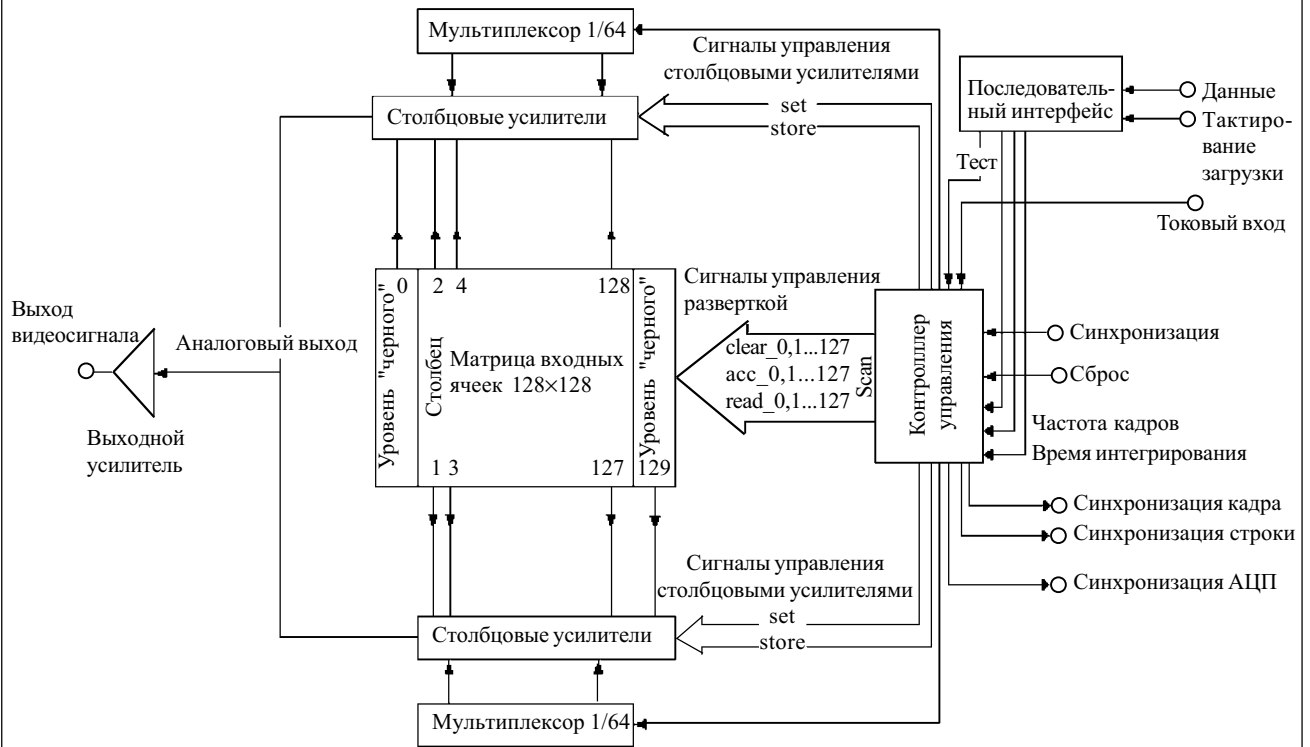 Мультиплексор 1/64
Сигналы управления
столбцовыми усилителями
set
store
Столбцовые усилители
Последователь-
ный интерфейс
Данные
Тактиро-
вание
загрузки
Тест
Токовый вход
Выход
видеосигнала
Аналоговый выход
Выходной
усилитель
Уровень "черного"
0
2 4
128
Столбец
Матрица входных
ячеек 128×128
1 3
127
129
Уровень "черного"
Сигналы управления
разверткой
clear_0,1...127
acc_0,1...127
read_0,1...127
Scan
Контролллер
управления
Синхронизация
Сброс
Частота кадров
Время интегрирования
Синхронизация кадра
Синхронизация строки
Синхронизация АЦП
Сигналы управления
столбцовыми усилителями
set
store
Столбцовые усилители
Мультиплексор 1/64